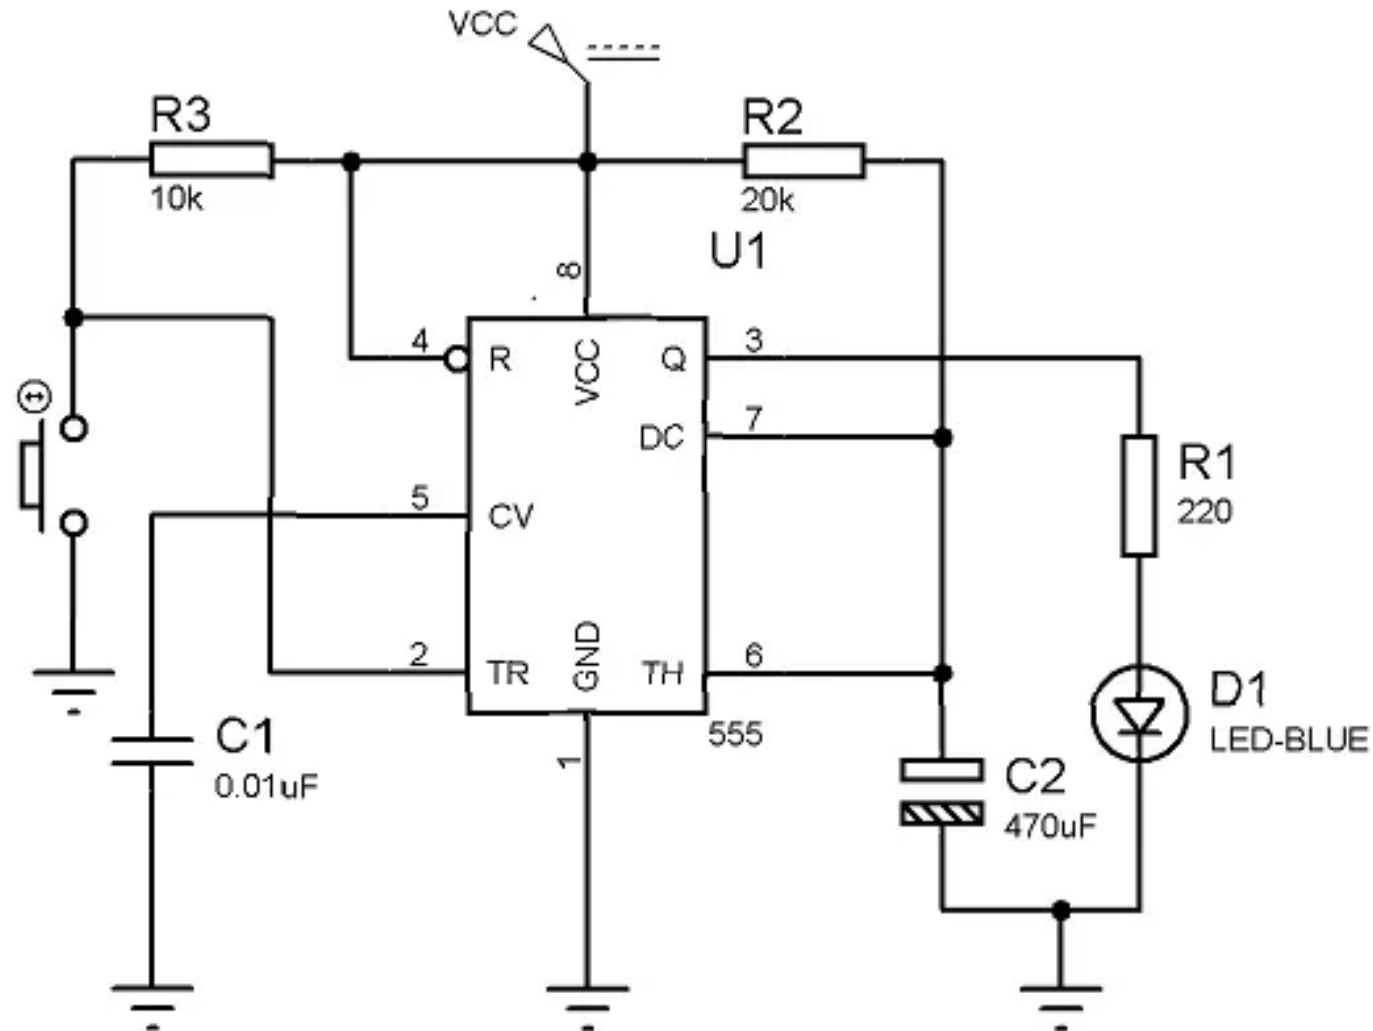 VCC
R3
10k
R2
20k
U1
8
4
R
VCC
Q
3
DC
7
5
CV
R1
220
2
TR
GND
TH
6
555
1
D1
LED-BLUE
C1
0.01uF
C2
470uF